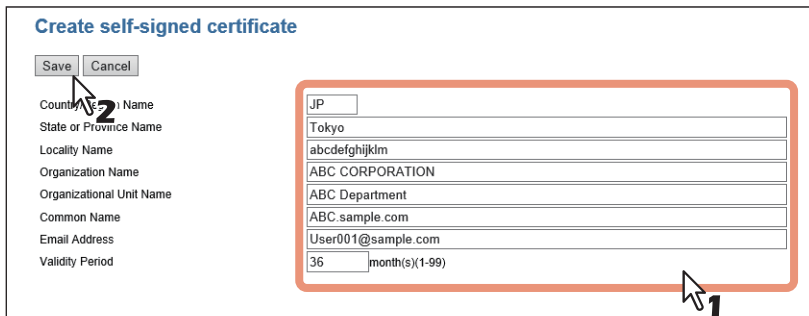 Create self-signed certificate
Save Cancel
2
Name JP
State or Province Name Tokyo
Locality Name abcdefghijklm
Organization Name ABC CORPORATION
Organizational Unit Name ABC Department
Common Name ABC.sample.com
Email Address User001@sample.com
Validity Period 36 month(s)(1-99)
1